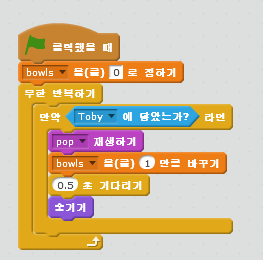 클릭했을 때
bowls 을(를) 0 로 정하기
무한 반복하기
만약 Toby 에 닿았는가? 라면
pop 재생하기
bowls 을(를) 1 만큼 바꾸기
0.5 초 기다리기
숨기기